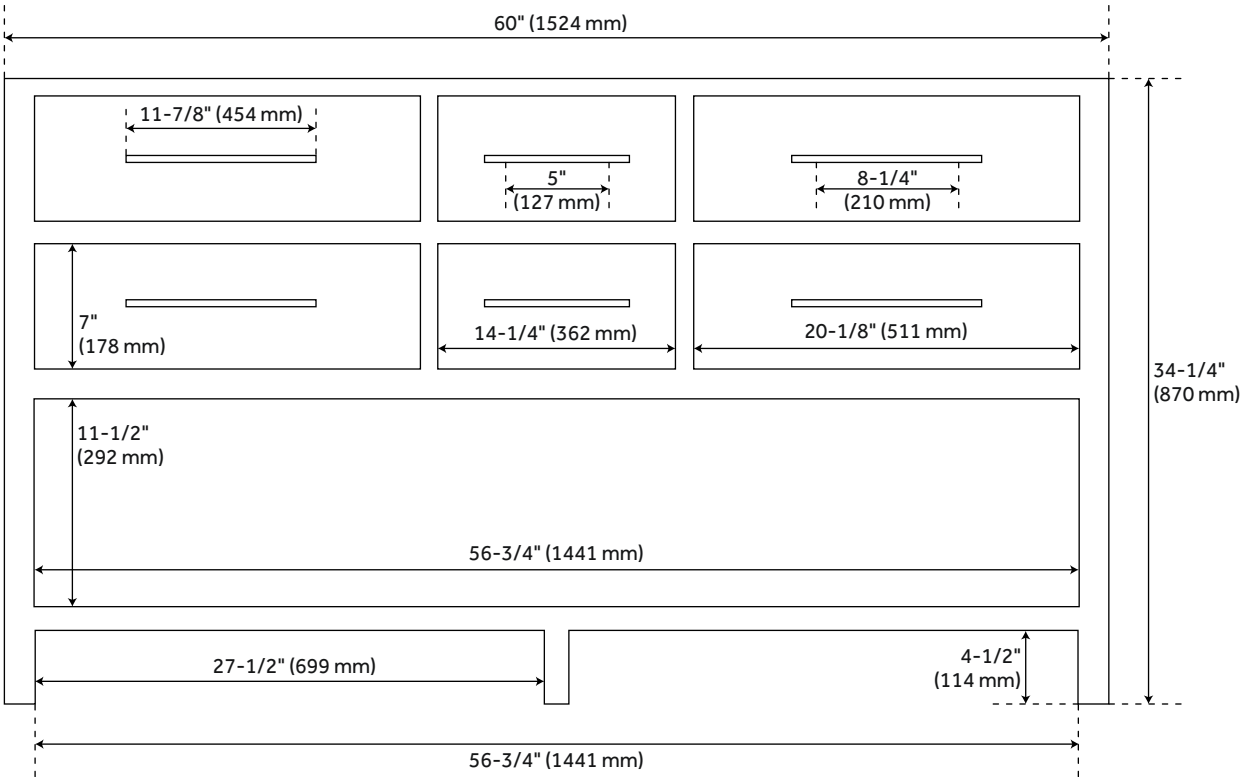 60" (1524 mm)
11-7/8" (454 mm)
5"
(127 mm)
8-1/4"
(210 mm)
7"
(178 mm)
14-1/4" (362 mm)
20-1/8" (511 mm)
34-1/4"
(870 mm)
11-1/2"
(292 mm)
56-3/4" (1441 mm)
27-1/2" (699 mm)
4-1/2"
(114 mm)
56-3/4" (1441 mm)